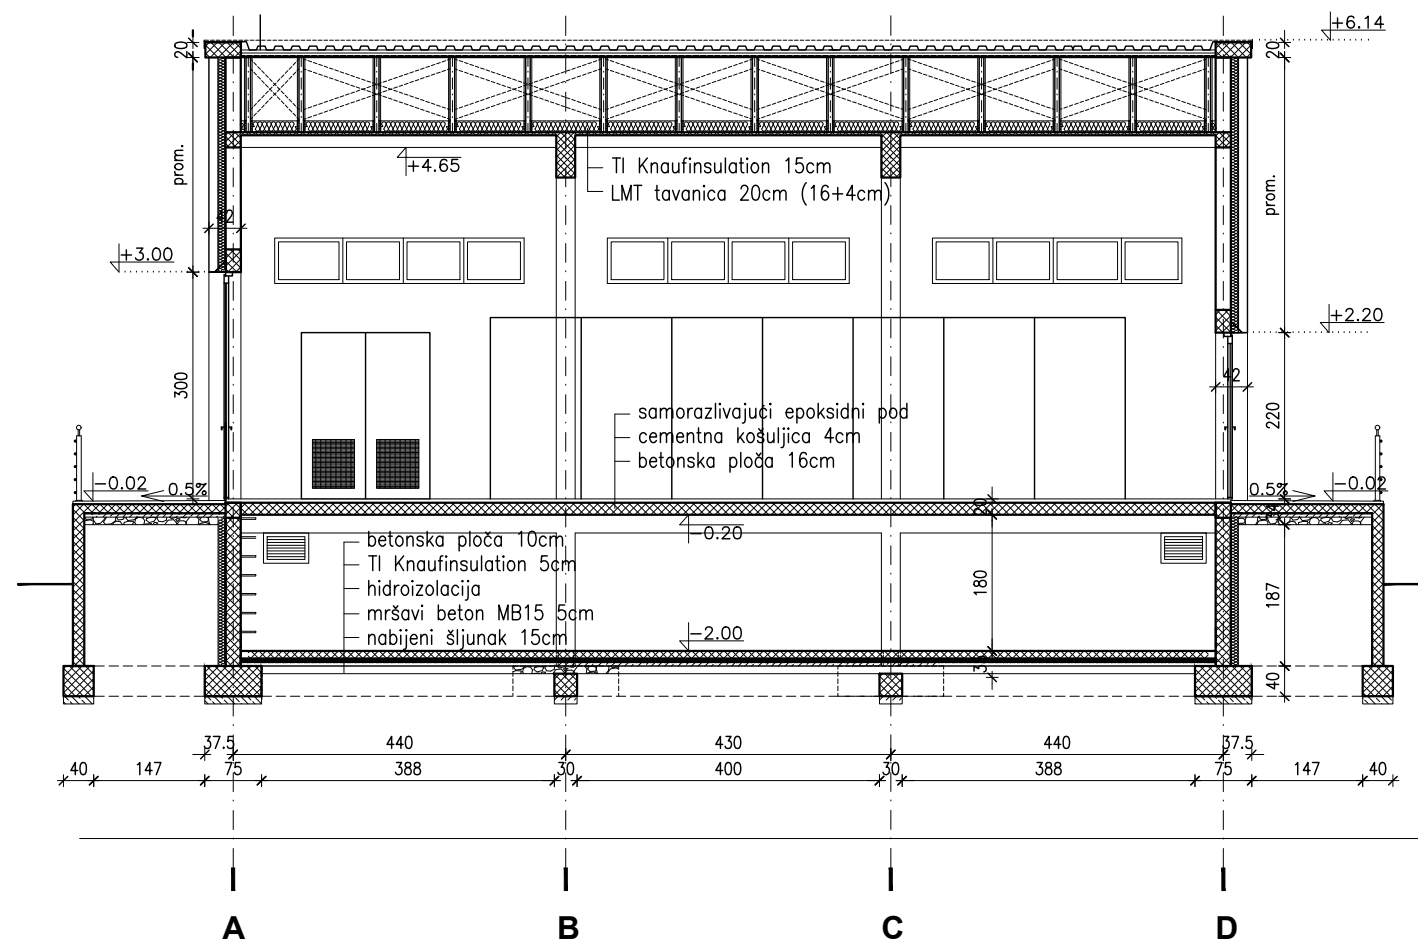 +6.14
20
20
prom.
prom.
+4.65
TI Knaufinsulation 15cm
LMT tavanica 20cm (16+4cm)
42
+3.00
+2.20
300
42
220
samorazlivajući epoksidni pod
cementna košuljica 4cm
betonska ploča 16cm
-0.02
0.5%
0.5%
-0.02
20
-0.20
betonska ploča 10cm
TI Knaufinsulation 5cm
hidroizolacija
mršavi beton MB15 5cm
nabijeni šljunak 15cm
180
187
-2.00
40
37.5
440
430
440
37.5
40
147
75
388
30
400
30
388
75
147
40
A
B
C
D